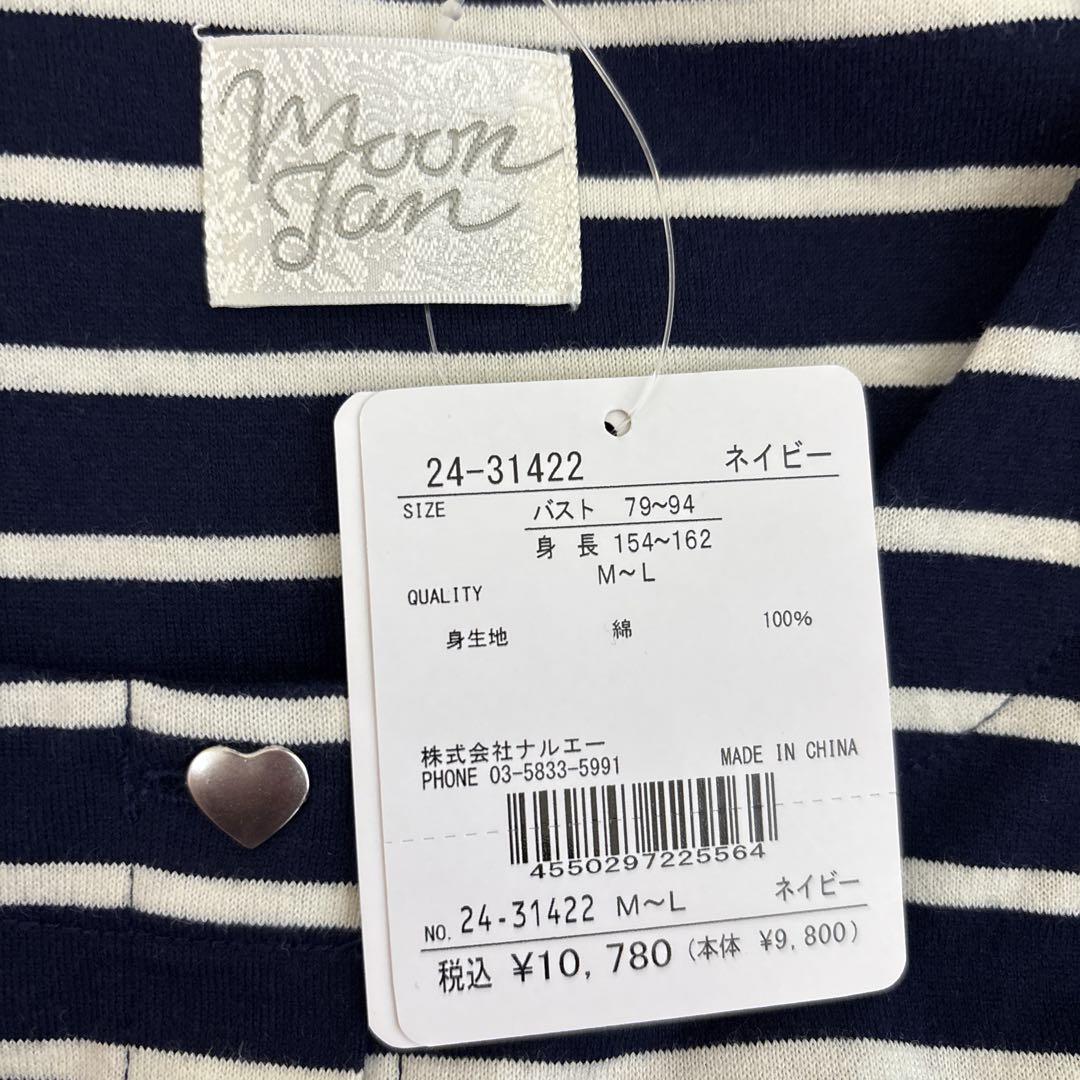 Moon
Jan
24-31422 ネイビー
SIZE バスト 79~94
身 長 154~162
M~L
QUALITY
身生地 綿 100%
株式会社ナルエー
PHONE 03-5833-5991 MADE IN CHINA
4550297225564
NO. 24-31422 M~L ネイビー
税込 ¥10,780 (本体 ¥9,800)